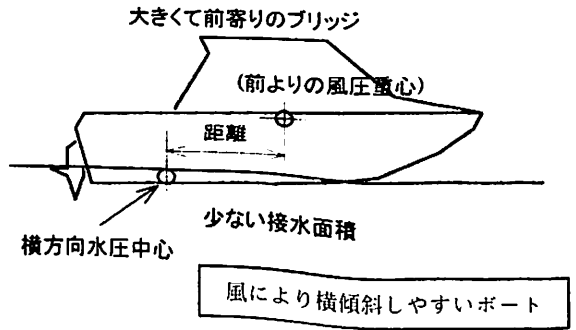 大きくて前寄りのブリッジ
(前よりの風圧重心)
距離
少ない接水面積
横方向水圧中心
風により横傾斜しやすいボート